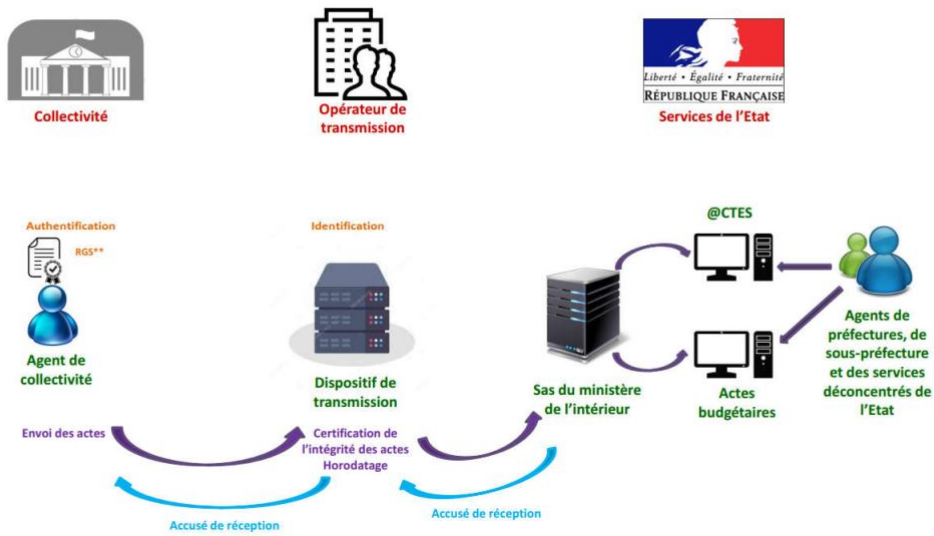 Collectivité
Opérateur de
transmission
Liberté • Égalité • Fraternité
RÉPUBLIQUE FRANÇAISE
Services de l'Etat
Authentification
RGS**
Agent de
collectivité
Identification
Dispositif de
transmission
Sas du ministère
de l'intérieur
@CTES
Actes
budgétaires
Agents de
préfectures, de
sous-préfecture
et des services
déconcentrés de
l'Etat
Envoi des actes
Certification de
l'intégrité des actes
Horodatage
Accusé de réception
Accusé de réception